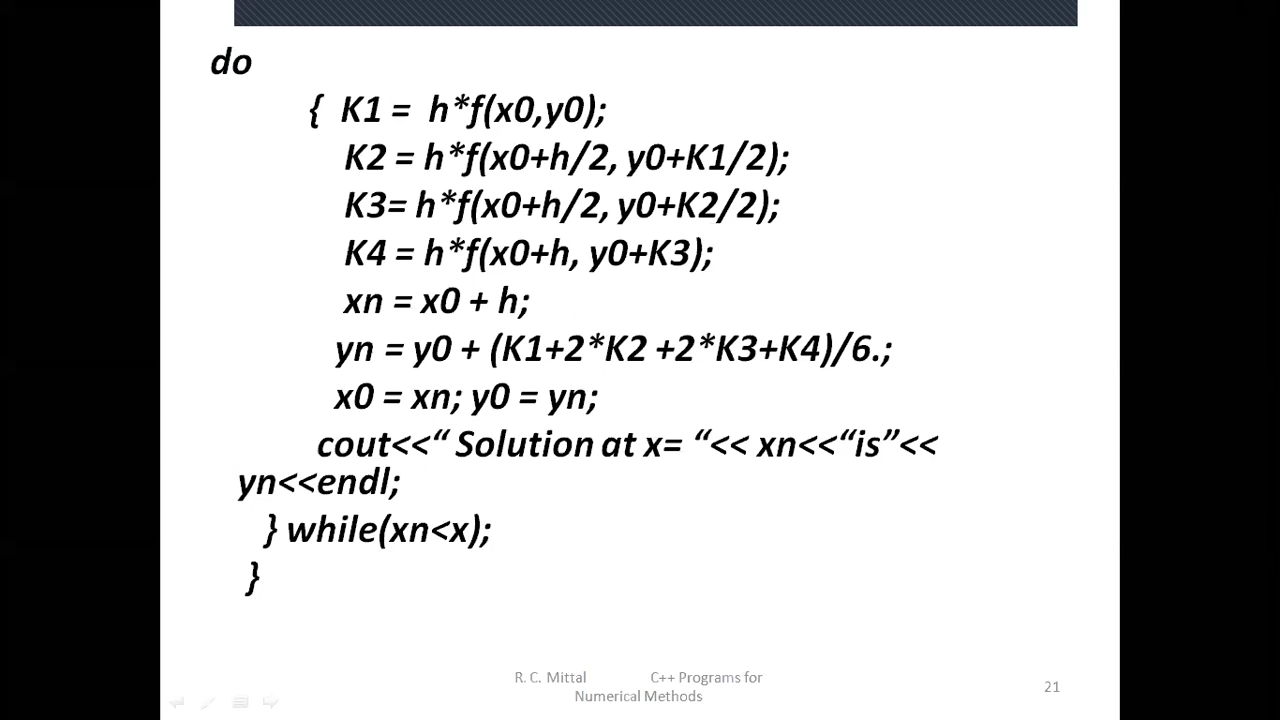 do
{ K1 = h*f(x0,y0);
K2 = h*f(x0+h/2, y0+K1/2);
K3= h*f(x0+h/2, y0+K2/2);
K4 = h*f(x0+h, y0+K3);
xn = x0 + h;
yn = y0 + (K1+2*K2 +2*K3+K4)/6.;
x0 = xn; y0 = yn;
cout<<“ Solution at x= “<< xn<<“is”<<
yn<<endl;
} while(xn<x);
}
R. C. Mittal C++ Programs for
Numerical Methods
21